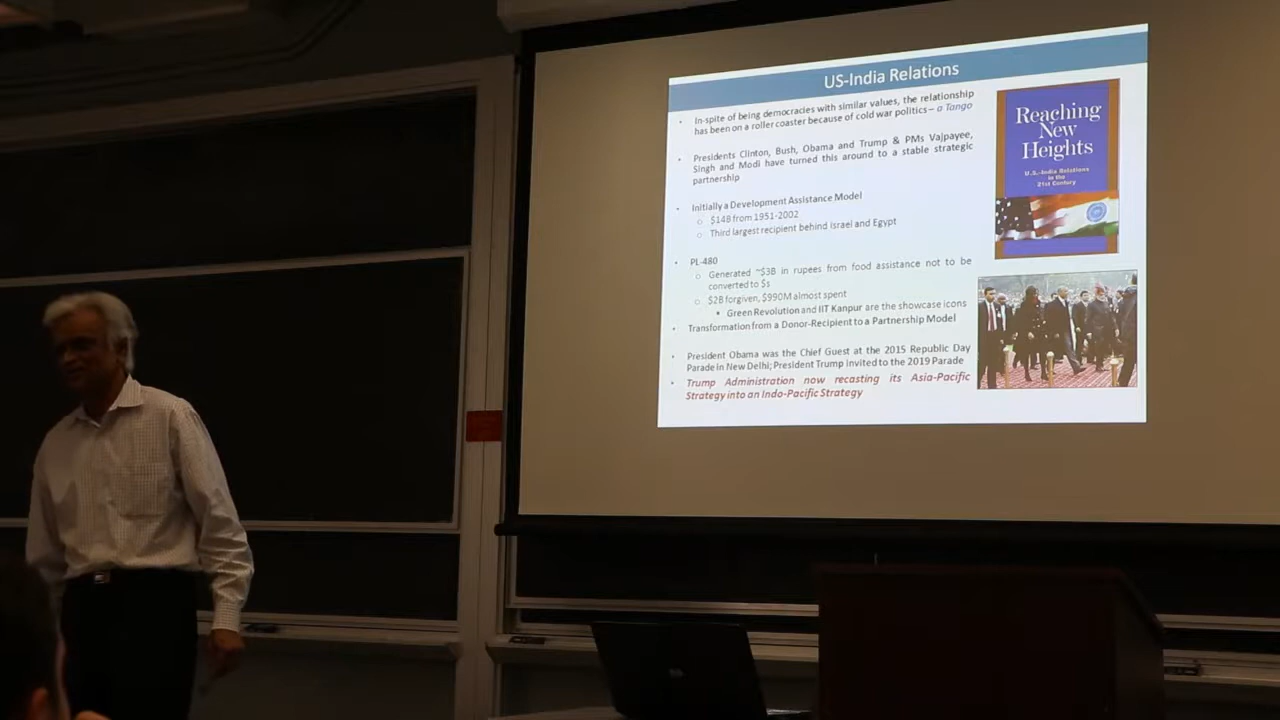 US-India Relations
In-spite of being democracies with similar values, the relationship
has been on a roller coaster because of cold war politics – a Tango
Presidents Clinton, Bush, Obama and Trump & PMs Vajpayee,
Singh and Modi have turned this around to a stable strategic
partnership
Initially a Development Assistance Model
$14B from 1951-2002
Third largest recipient behind Israel and Egypt
PL-480
Generated ~$3B in rupees from food assistance not to be
converted to $s
$2B forgiven, $990M almost spent
Green Revolution and IIT Kanpur are the showcase icons
Transformation from a Donor-Recipient to a Partnership Model
President Obama was the Chief Guest at the 2015 Republic Day
Parade in New Delhi; President Trump invited to the 2019 Parade
Trump Administration now recasting its Asia-Pacific
Strategy into an Indo-Pacific Strategy
Reaching
New
Heights
U.S.-India Relations
in the
21st Century